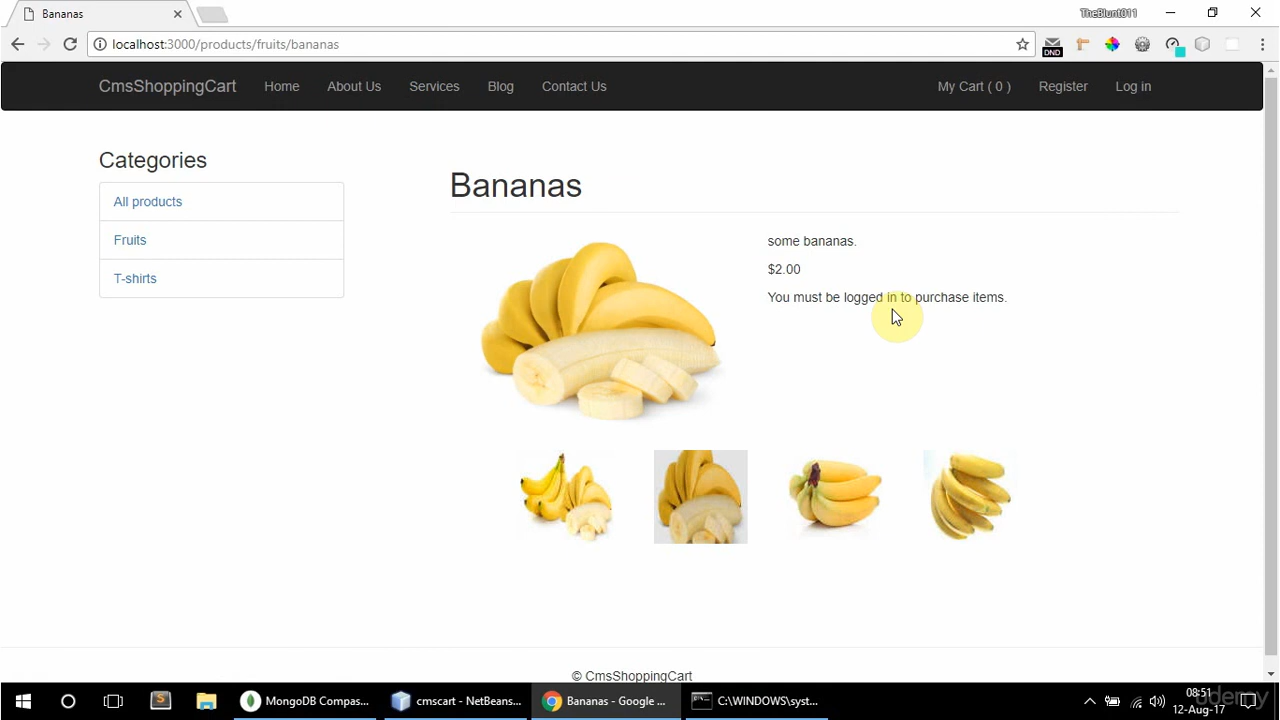 Bananas
TheBlunt011
localhost:3000/products/fruits/bananas
DND
CmsShoppingCart Home About Us Services Blog Contact Us My Cart ( 0 ) Register Log in
Categories
All products
Fruits
T-shirts
Bananas
some bananas.
$2.00
You must be logged in to purchase items.
© CmsShoppingCart
MongoDB Compas...
cmscart - NetBeans...
Bananas - Google ...
C:\WINDOWS\syst...
08:51
12-Aug-17
udemy